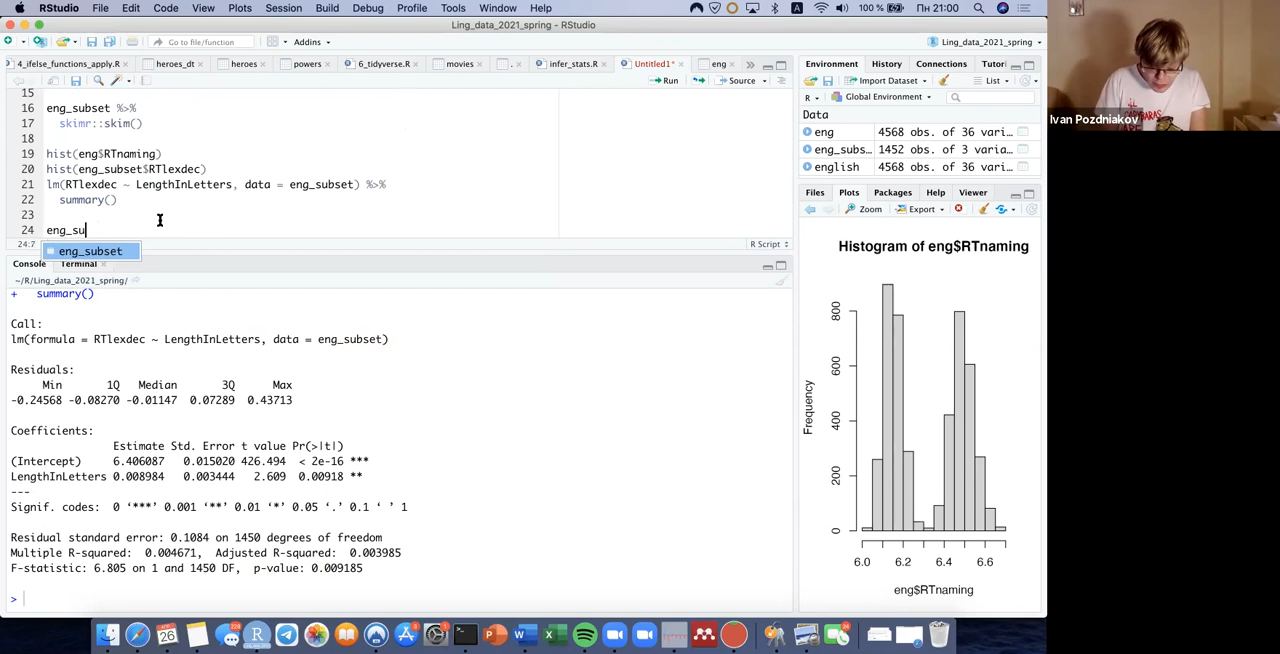 RStudio File Edit Code View Plots Session Build Debug Profile Tools Window Help 100 % Пн 21:00
Ling_data_2021_spring - RStudio
Go to file/function Addins Ling_data_2021_spring
4_ifelse_functions_apply.R heroes_dt heroes powers 6_tidyverse.R movies . infer_stats.R Untitled1* eng
Run Source
15
16 eng_subset %>%
17 skimr::skim()
18
19 hist(eng$RTnaming)
20 hist(eng_subset$RTlexdec)
21 lm(RTlexdec ~ LengthInLetters, data = eng_subset) %>%
22 summary()
23
24 eng_su
eng_subset
24:7 R Script
Console Terminal
~/R/Ling_data_2021_spring/
+ summary()
Call:
lm(formula = RTlexdec ~ LengthInLetters, data = eng_subset)
Residuals:
Min 1Q Median 3Q Max
-0.24568 -0.08270 -0.01147 0.07289 0.43713
Coefficients:
Estimate Std. Error t value Pr(>|t|)
(Intercept) 6.406087 0.015020 426.494 < 2e-16 ***
LengthInLetters 0.008984 0.003444 2.609 0.00918 **
---
Signif. codes: 0 ‘***’ 0.001 ‘**’ 0.01 ‘*’ 0.05 ‘.’ 0.1 ‘ ’ 1
Residual standard error: 0.1084 on 1450 degrees of freedom
Multiple R-squared: 0.004671, Adjusted R-squared: 0.003985
F-statistic: 6.805 on 1 and 1450 DF, p-value: 0.009185
>
Environment History Connections Tutori
Import Dataset List
R Global Environment
Data
eng 4568 obs. of 36 vari…
eng_subs… 1452 obs. of 3 varia…
english 4568 obs. of 36 vari…
Files Plots Packages Help Viewer
Zoom Export
Histogram of eng$RTnaming
Frequency
800
600
400
200
0
6.0 6.2 6.4 6.6
eng$RTnaming
Ivan Pozdniakov